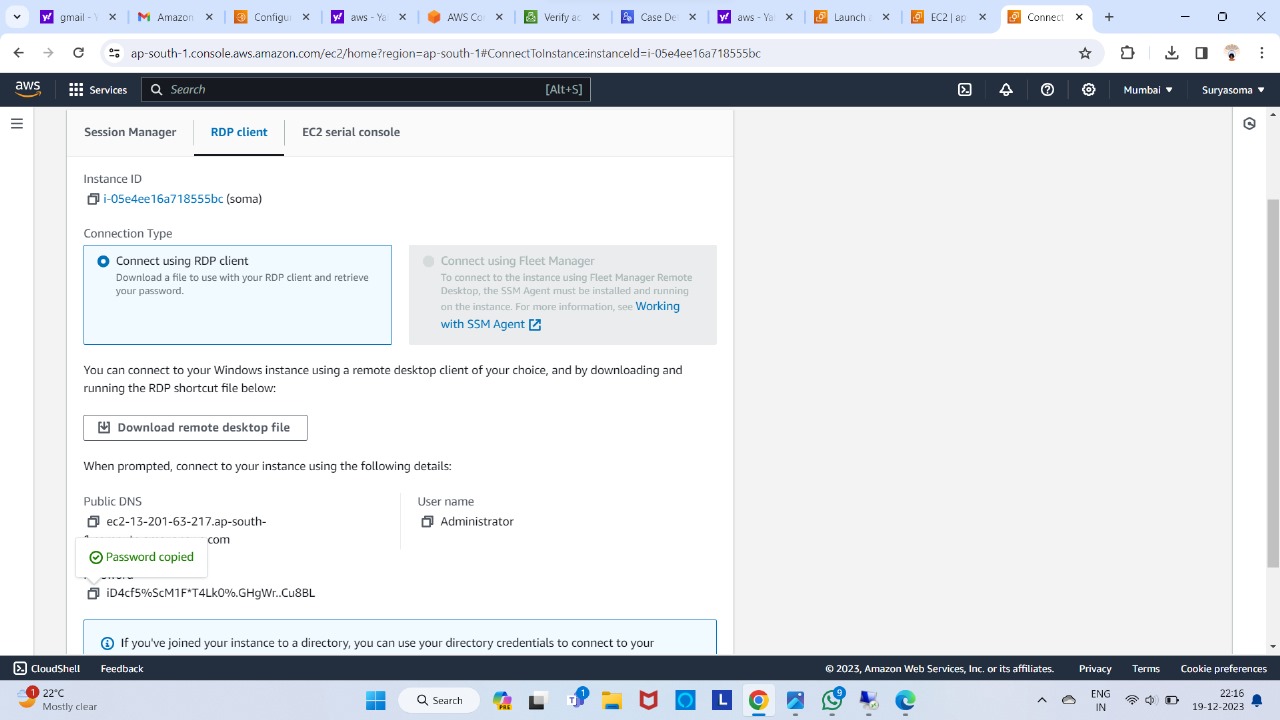 gmail - Y
Amazon
Configur
aws - Ya
AWS Co
Verify a
Case De
aws - Ya
Launch a
EC2 | ap
Connect
ap-south-1.console.aws.amazon.com/ec2/home?region=ap-south-1#ConnectToInstance:instanceId=i-05e4ee16a718555bc
aws
Services
Search
[Alt+S]
Mumbai
Suryasoma
Session Manager
RDP client
EC2 serial console
Instance ID
i-05e4ee16a718555bc (soma)
Connection Type
Connect using RDP client
Download a file to use with your RDP client and retrieve
your password.
Connect using Fleet Manager
To connect to the instance using Fleet Manager Remote
Desktop, the SSM Agent must be installed and running
on the instance. For more information, see Working
with SSM Agent
You can connect to your Windows instance using a remote desktop client of your choice, and by downloading and
running the RDP shortcut file below:
Download remote desktop file
When prompted, connect to your instance using the following details:
Public DNS
ec2-13-201-63-217.ap-south-
com
User name
Administrator
Password copied
iD4cf5%ScM1F*T4Lk0%.GHgWr..Cu8BL
If you've joined your instance to a directory, you can use your directory credentials to connect to your
CloudShell
Feedback
© 2023, Amazon Web Services, Inc. or its affiliates.
Privacy
Terms
Cookie preferences
1
22°C
Mostly clear
Search
PRE
1
L
9
ENG
IN
22:16
19-12-2023